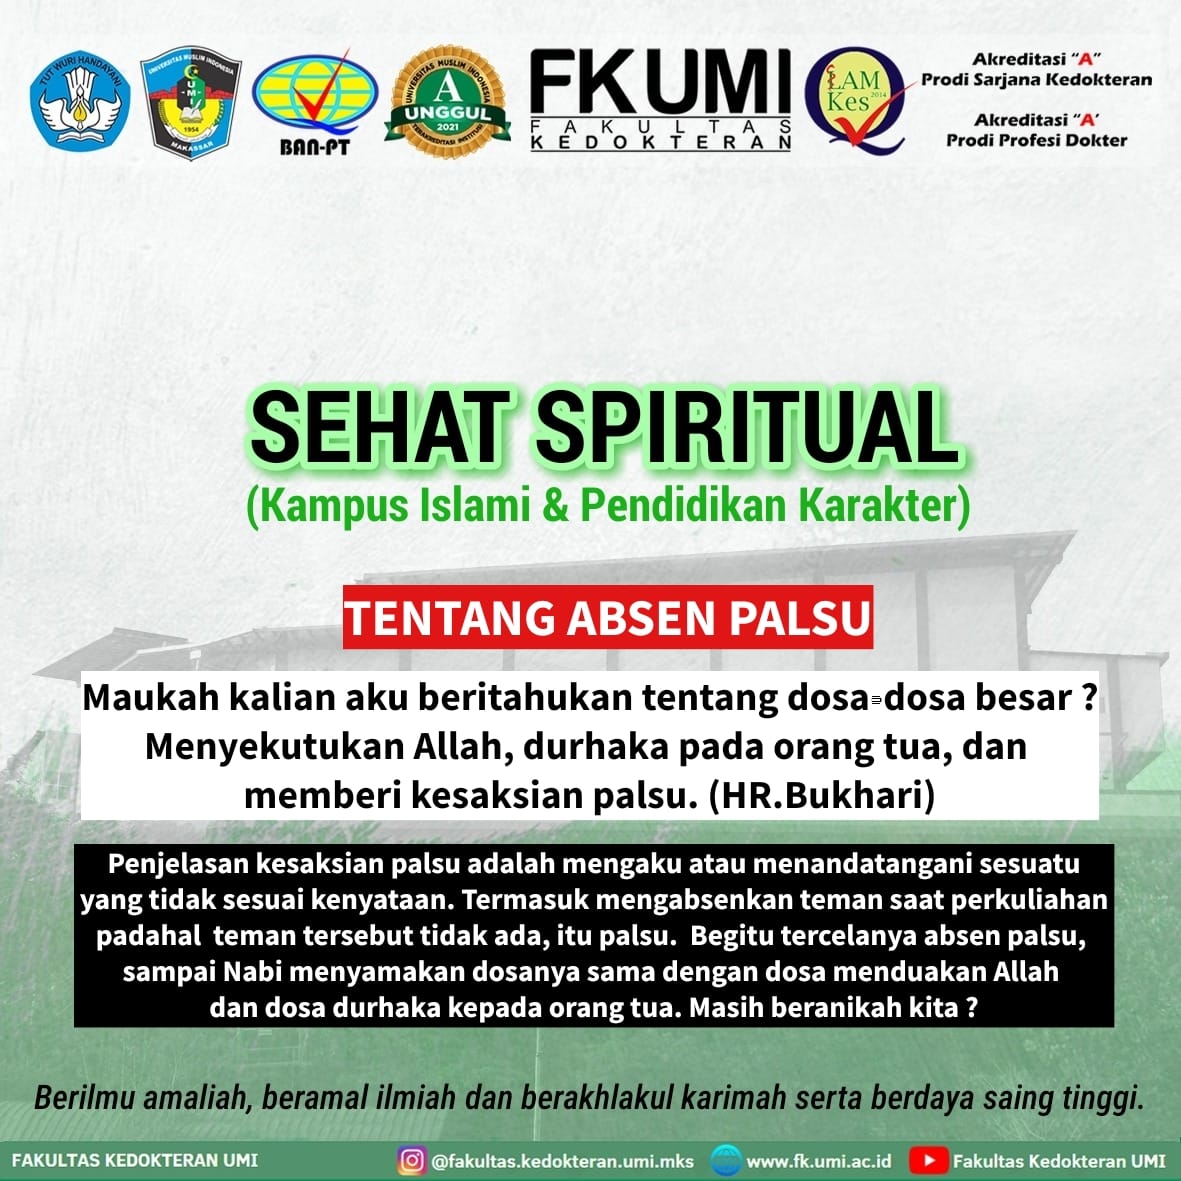 TUT WURI HANDAYANI
UNIVERSITAS MUSLIM INDONESIA
UMI
1954
MAKASSAR
BAN-PT
UNIVERSITAS MUSLIM INDONESIA
A
UNGGUL
2021
TERAKREDITASI INSTITUSI
FKUMI
FAKULTAS
KEDOKTERAN
LAM
Kes
2014
Akreditasi “A”
Prodi Sarjana Kedokteran
Akreditasi “A’
Prodi Profesi Dokter
SEHAT SPIRITUAL
(Kampus Islami & Pendidikan Karakter)
TENTANG ABSEN PALSU
Maukah kalian aku beritahukan tentang dosa-dosa besar ?
Menyekutukan Allah, durhaka pada orang tua, dan
memberi kesaksian palsu. (HR.Bukhari)
Penjelasan kesaksian palsu adalah mengaku atau menandatangani sesuatu
yang tidak sesuai kenyataan. Termasuk mengabsenkan teman saat perkuliahan
padahal teman tersebut tidak ada, itu palsu. Begitu tercelanya absen palsu,
sampai Nabi menyamakan dosanya sama dengan dosa menduakan Allah
dan dosa durhaka kepada orang tua. Masih beranikah kita ?
Berilmu amaliah, beramal ilmiah dan berakhlakul karimah serta berdaya saing tinggi.
FAKULTAS KEDOKTERAN UMI @fakultas.kedokteran.umi.mks www.fk.umi.ac.id Fakultas Kedokteran UMI